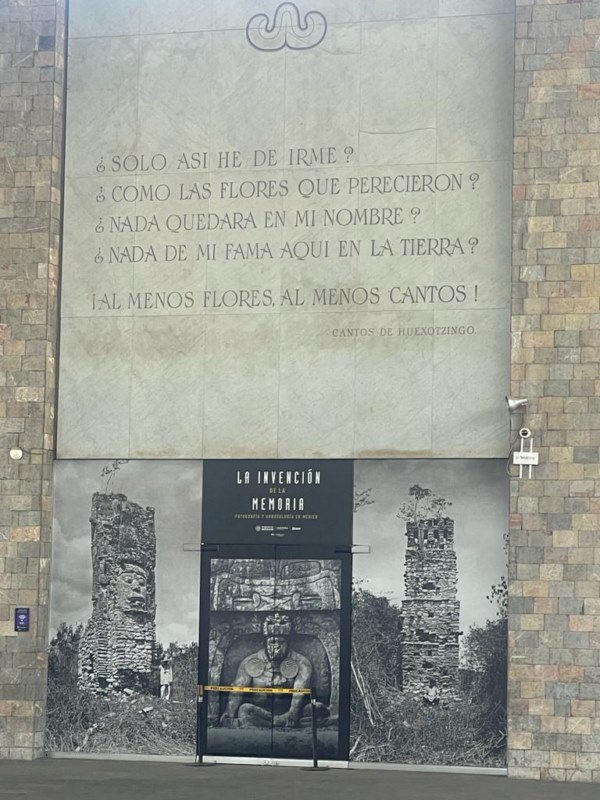 ¿ SOLO ASI HE DE IRME ?
¿ COMO LAS FLORES QUE PERECIERON ?
¿ NADA QUEDARA EN MI NOMBRE ?
¿ NADA DE MI FAMA AQUI EN LA TIERRA ?
¡ AL MENOS FLORES, AL MENOS CANTOS !
CANTOS DE HUEXOTZINGO.
LA INVENCIÓN
DE LA
MEMORIA
FOTOGRAFÍA Y ARQUEOLOGÍA EN MÉXICO